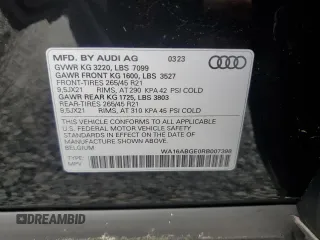 MFD. BY AUDI AG 0323
GVWR KG 3220, LBS 7099
GAWR FRONT KG 1600, LBS 3527
FRONT-TIRES 265/45 R21
9,5JX21 RIMS, AT 290 KPA 42 PSI COLD
GAWR REAR KG 1725, LBS 3803
REAR-TIRES 265/45 R21
9,5JX21 RIMS, AT 310 KPA 45 PSI COLD
THIS VEHICLE CONFORMS TO ALL APPLICABLE
U.S. FEDERAL MOTOR VEHICLE SAFETY STANDARDS
IN EFFECT ON THE DATE OF MANUFACTURE
SHOWN ABOVE. MADE IN
BELGIUM
TYPE: MPV WA16ABGE0RB007398